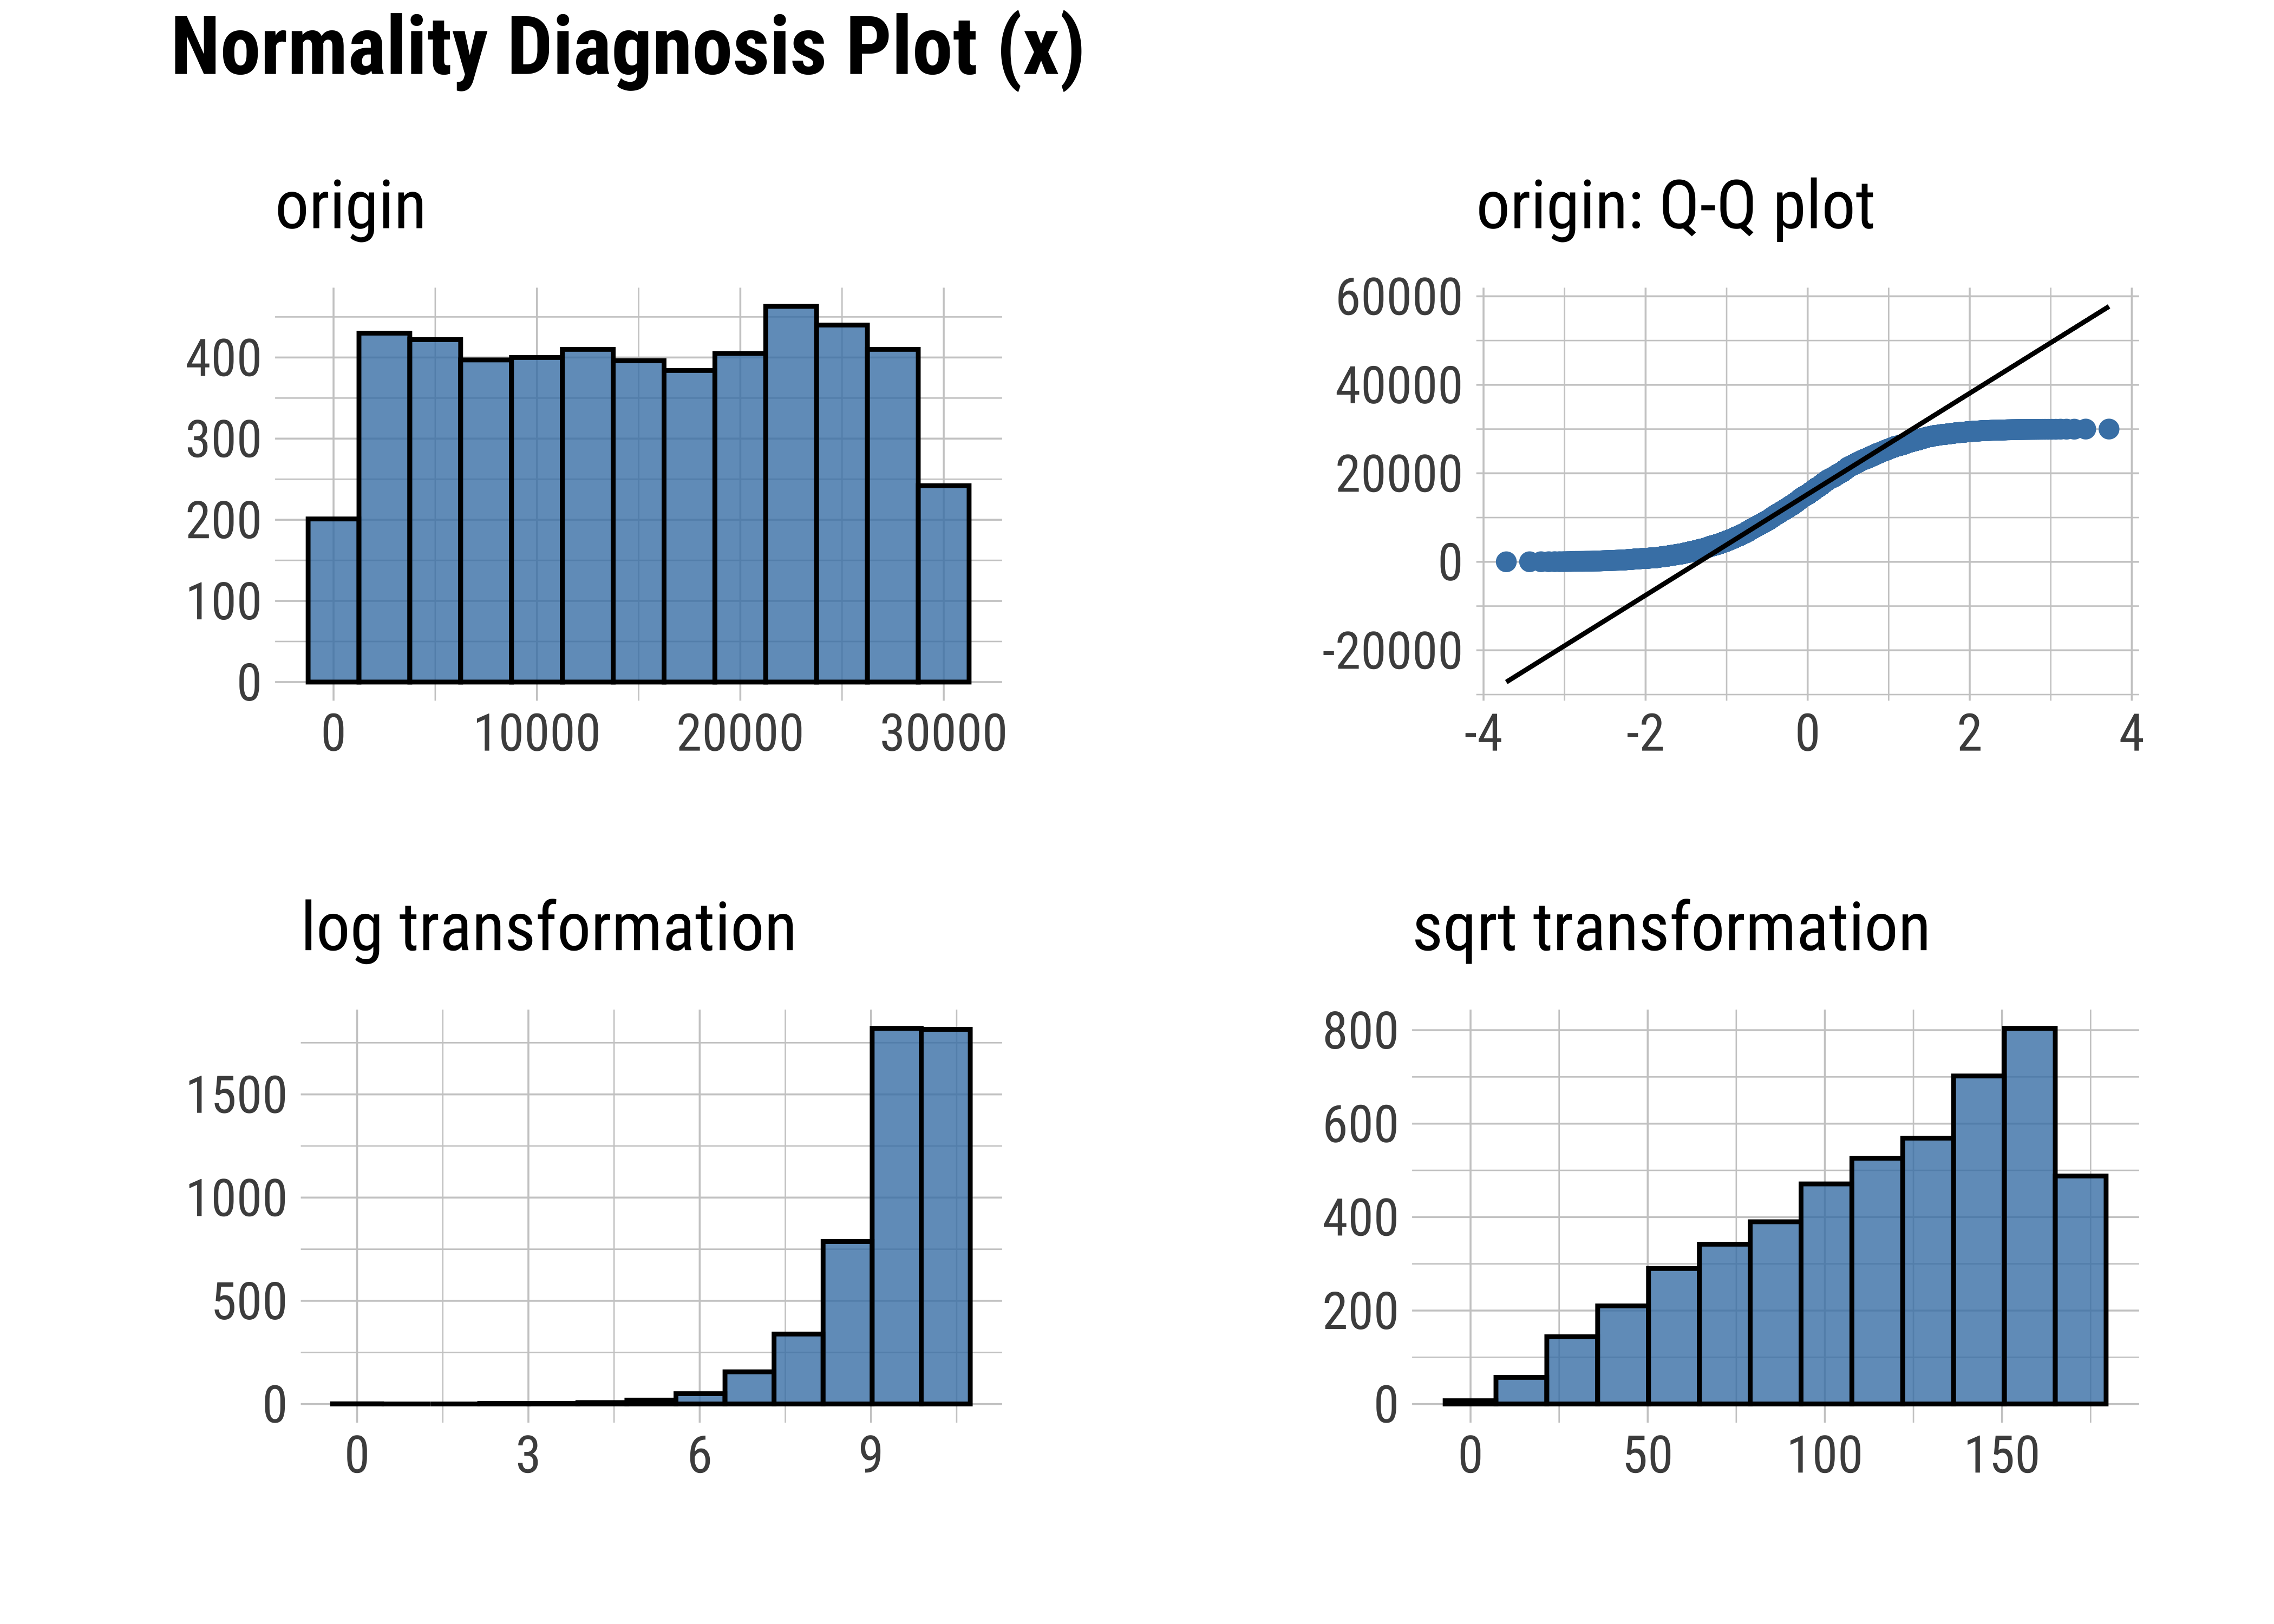 Normality Diagnosis Plot (x)
origin
400
300
200
100
0
0 10000 20000 30000
origin: Q-Q plot
60000
40000
20000
0
-20000
-4 -2 0 2 4
log transformation
1500
1000
500
0
0 3 6 9
sqrt transformation
800
600
400
200
0
0 50 100 150